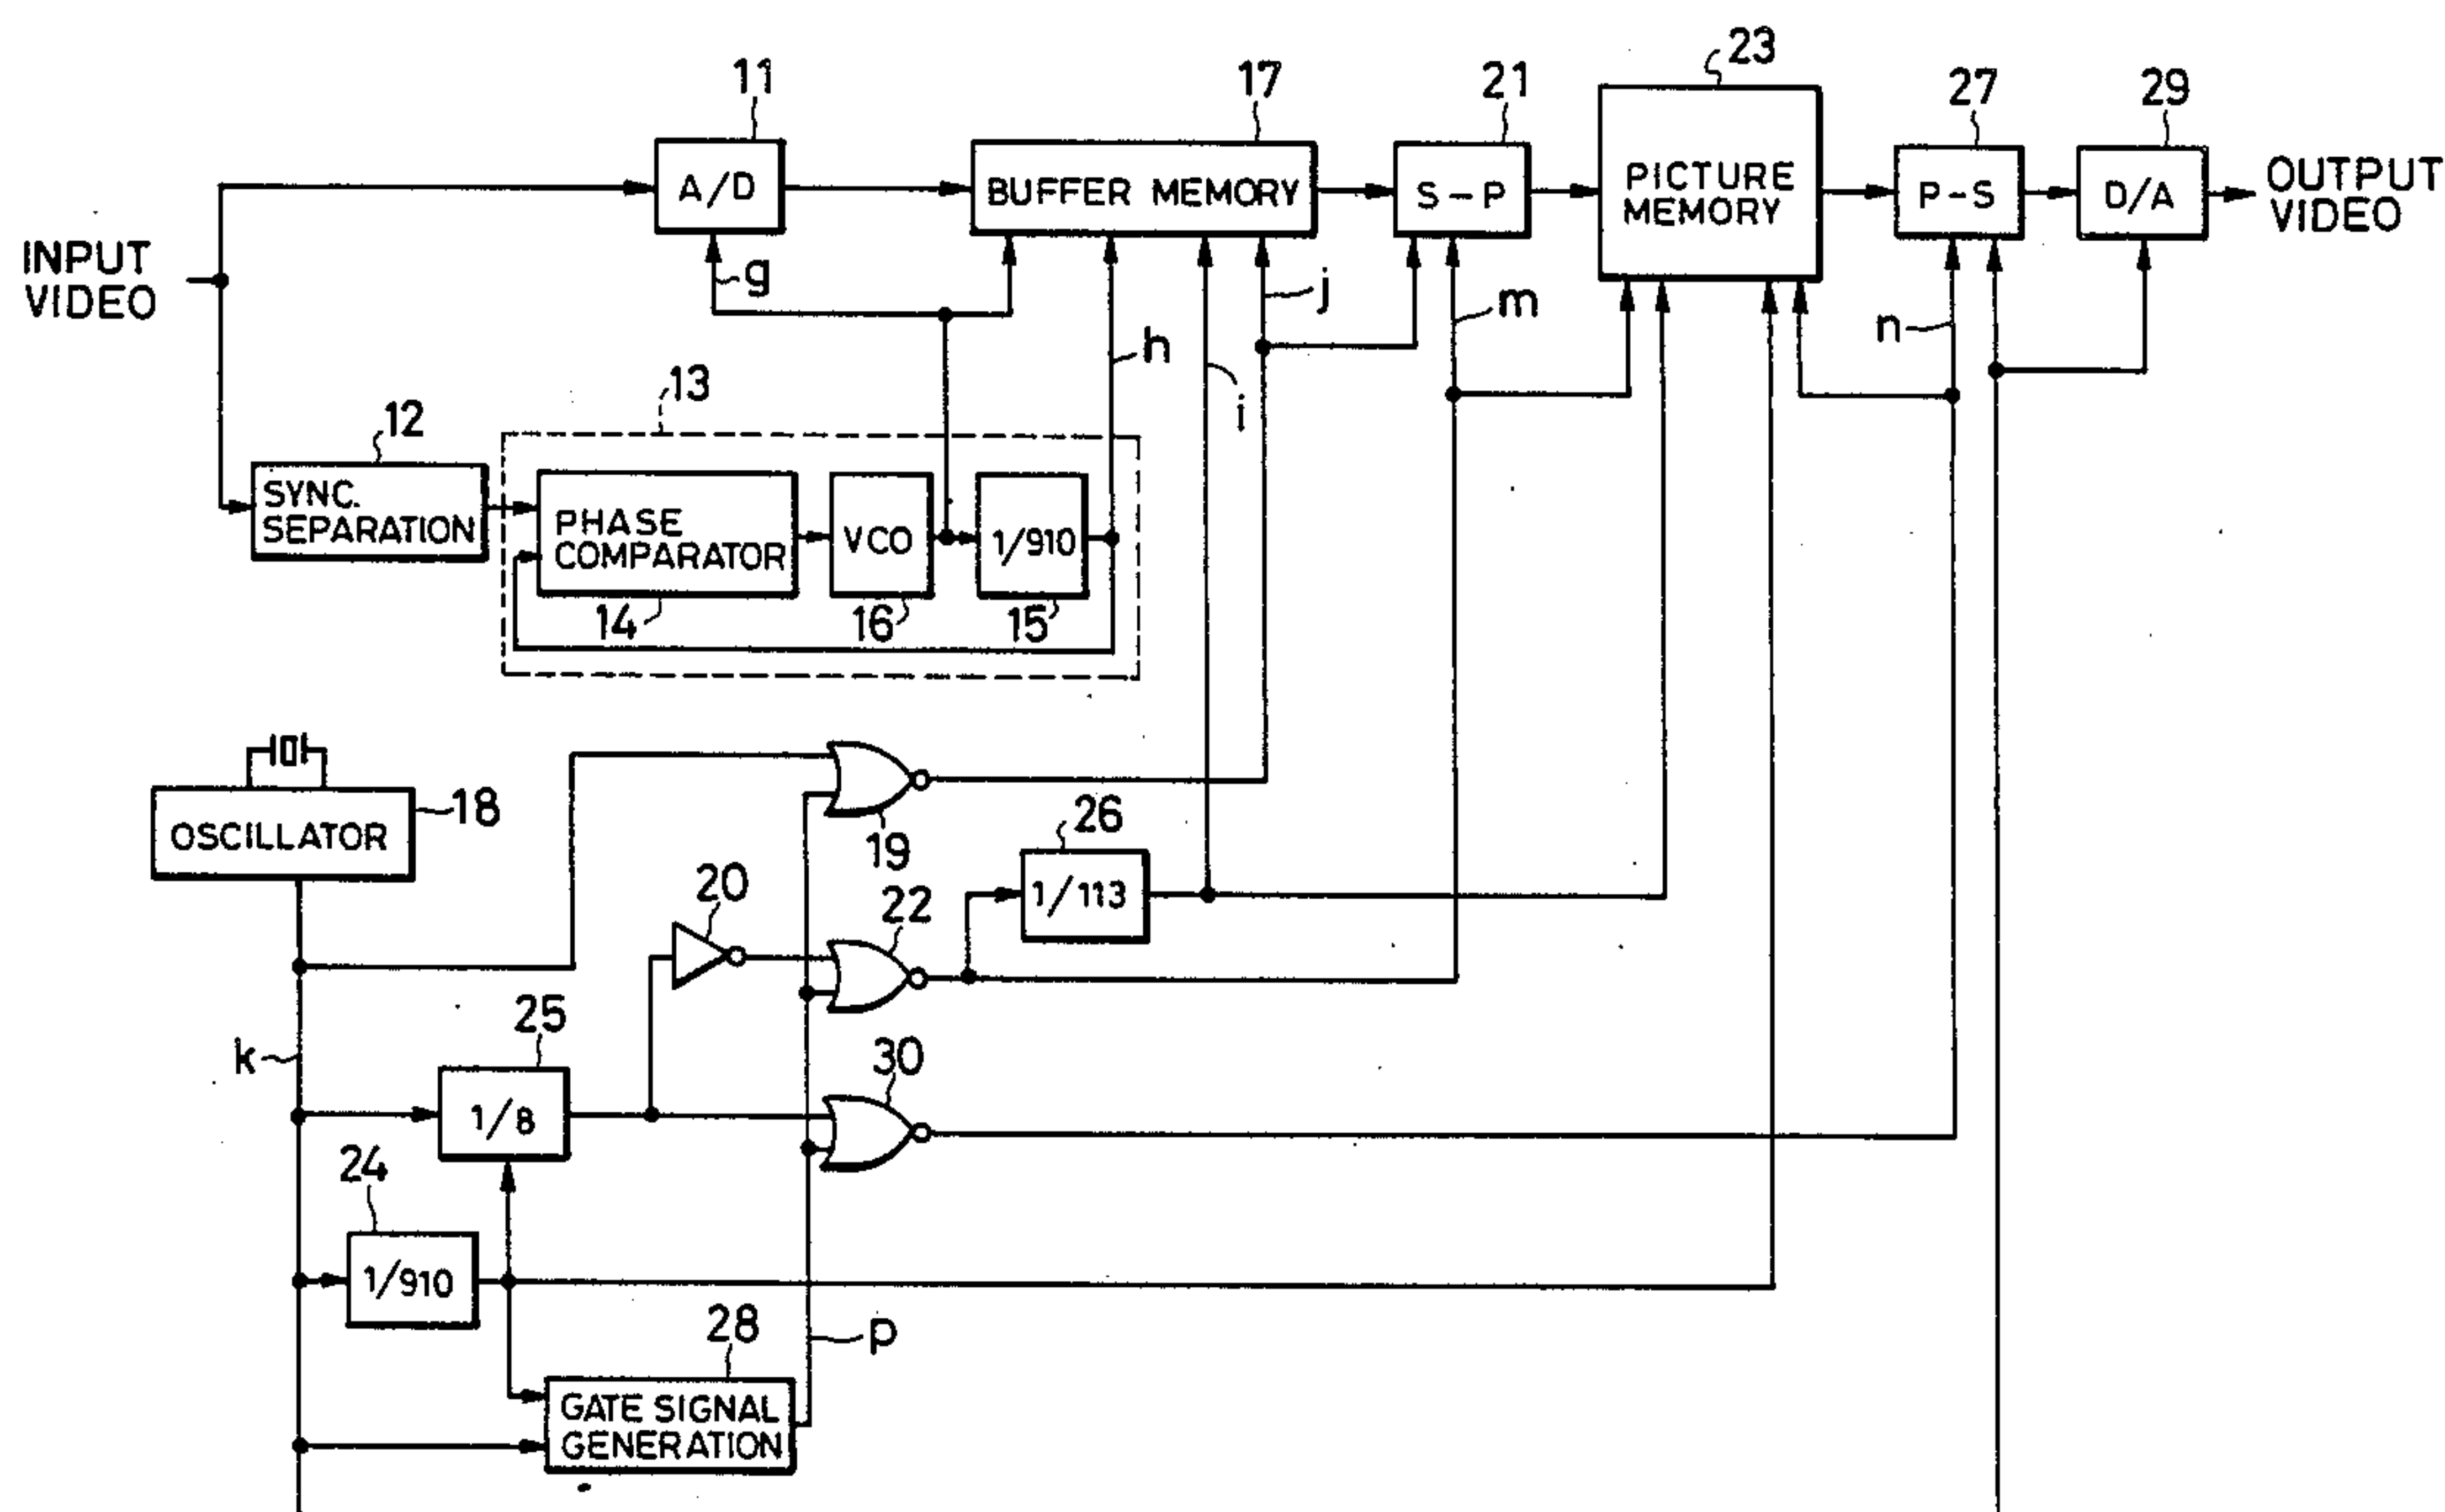 23
11
17
21
27
29
A/D
BUFFER MEMORY
S-P
PICTURE
MEMORY
P-S
D/A
OUTPUT
VIDEO
INPUT
VIDEO
g
h
i
j
m
n
13
12
SYNC.
SEPARATION
PHASE
COMPARATOR
VCO
1/910
14
16
15
OSCILLATOR
18
19
26
1/113
20
22
25
k
1/8
30
24
1/910
28
p
GATE SIGNAL
GENERATION